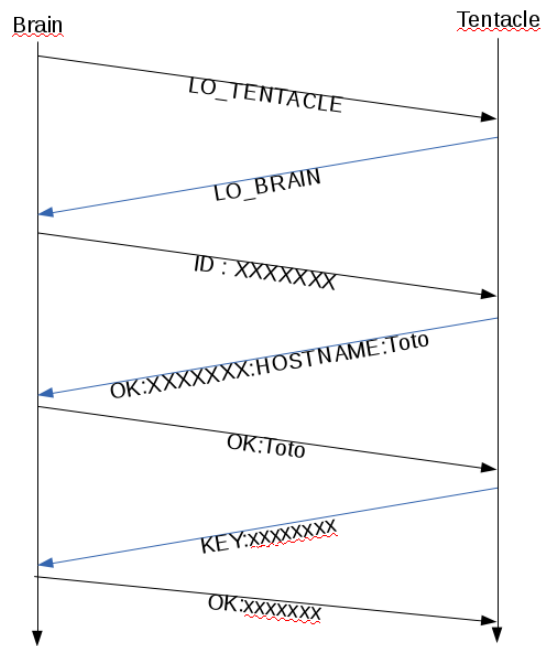 Brain
Tentacle
LO_TENTACLE
LO_BRAIN
ID : XXXXXXX
OK:XXXXXXX:HOSTNAME:Toto
OK:Toto
KEY:xxxxxxxx
OK:xxxxxxx